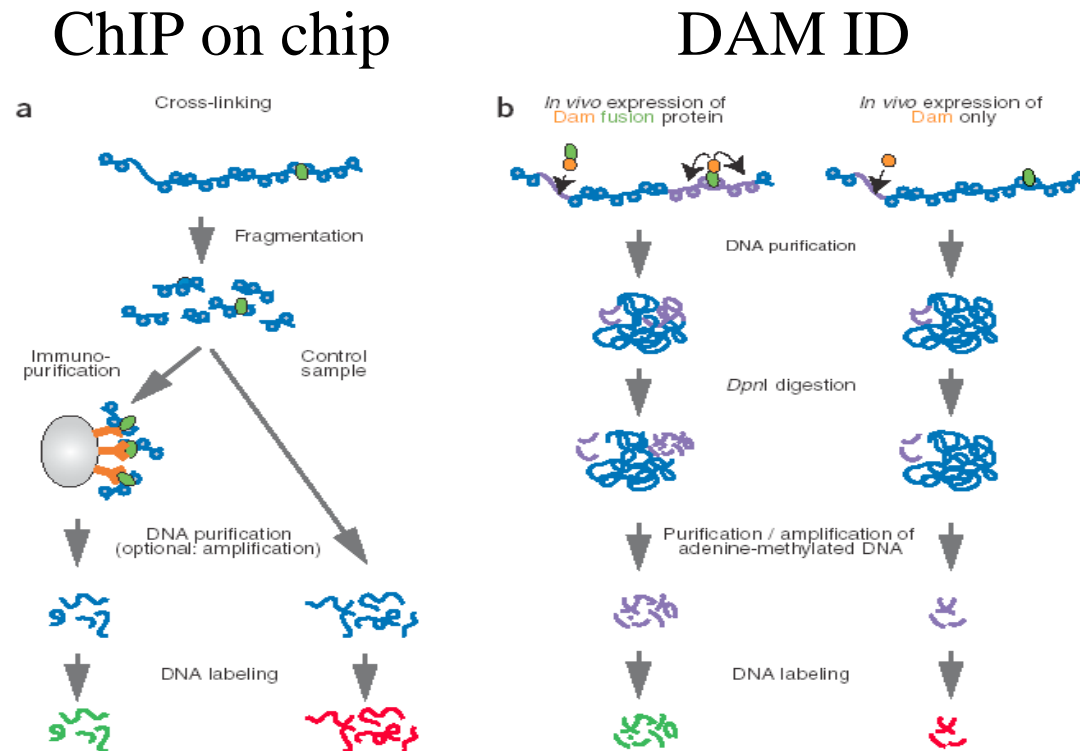 ChIP on chip
DAM ID
a
Cross-linking
Fragmentation
Immuno-
purification
Control
sample
DNA purification
(optional: amplification)
DNA labeling
b
In vivo expression of
Dam fusion protein
In vivo expression of
Dam only
DNA purification
DpnI digestion
Purification / amplification of
adenine-methylated DNA
DNA labeling